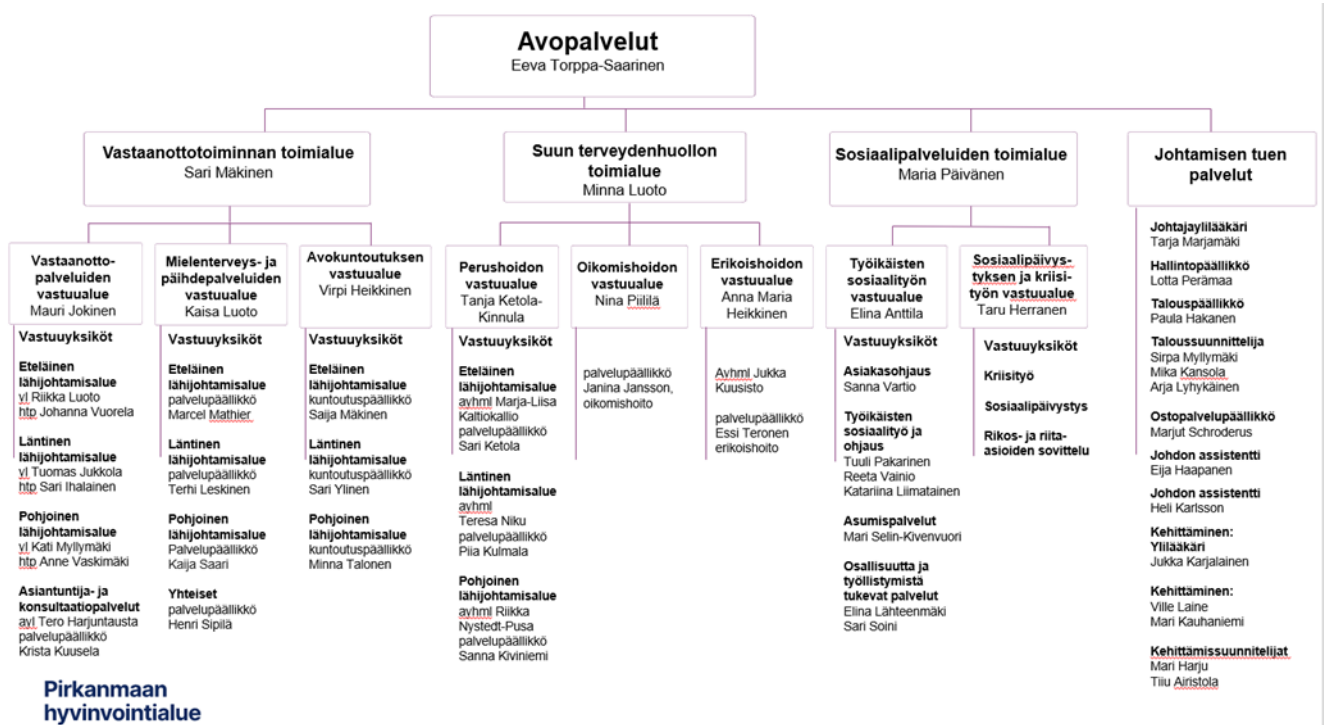 Avopalvelut
Eeva Torppa-Saarinen
Vastaanottotoiminnan toimialue
Sari Mäkinen
Suun terveydenhuollon
toimialue
Minna Luoto
Sosiaalipalveluiden toimialue
Maria Päivänen
Johtamisen tuen
palvelut
Vastaanotto-
palveluiden
vastuualue
Mauri Jokinen
Vastuuyksiköt
Eteläinen
lähijohtamisalue
yl Riikka Luoto
htp Johanna Vuorela
Läntinen
lähijohtamisalue
yl Tuomas Jukkola
htp Sari Ihalainen
Pohjoinen
lähijohtamisalue
yl Kati Myllymäki
htp Anne Vaskimäki
Asiantuntija- ja
konsultaatiopalvelut
ayl Tero Harjuntausta
palvelupäällikkö
Krista Kuusela
Mielenterveys- ja
päihdepalveluiden
vastuualue
Kaisa Luoto
Vastuuyksiköt
Eteläinen
lähijohtamisalue
palvelupäällikkö
Marcel Mathier
Läntinen
lähijohtamisalue
palvelupäällikkö
Terhi Leskinen
Pohjoinen
lähijohtamisalue
Palvelupäällikkö
Kaija Saari
Yhteiset
palvelupäällikkö
Henri Sipilä
Avokuntoutuksen
vastuualue
Virpi Heikkinen
Vastuuyksiköt
Eteläinen
lähijohtamisalue
kuntoutuspäällikkö
Saija Mäkinen
Läntinen
lähijohtamisalue
kuntoutuspäällikkö
Sari Ylinen
Pohjoinen
lähijohtamisalue
kuntoutuspäällikkö
Minna Talonen
Perushoidon
vastuualue
Tanja Ketola-
Kinnula
Vastuuyksiköt
Eteläinen
lähijohtamisalue
ayhml Marja-Liisa
Kaltiokallio
palvelupäällikkö
Sari Ketola
Läntinen
lähijohtamisalue
ayhml
Teresa Niku
palvelupäällikkö
Piia Kulmala
Pohjoinen
lähijohtamisalue
ayhml Riikka
Nystedt-Pusa
palvelupäällikkö
Sanna Kiviniemi
Oikomishoidon
vastuualue
Nina Piililä
palvelupäällikkö
Janina Jansson,
oikomishoito
Erikoishoidon
vastuualue
Anna Maria
Heikkinen
Ayhml Jukka
Kuusisto
palvelupäällikkö
Essi Teronen
erikoishoito
Työikäisten
sosiaalityön
vastuualue
Elina Anttila
Vastuuyksiköt
Asiakasohjaus
Sanna Vartio
Työikäisten
sosiaalityö ja
ohjaus
Tuuli Pakarinen
Reeta Vainio
Katariina Liimatainen
Asumispalvelut
Mari Selin-Kivenvuori
Osallisuutta ja
työllistymistä
tukevat palvelut
Elina Lähteenmäki
Sari Soini
Sosiaalipäivys-
tyksen ja kriisi-
työn vastuualue
Taru Herranen
Vastuuyksiköt
Kriisityö
Sosiaalipäivystys
Rikos- ja riita-
asioiden sovittelu
Johtajaylilääkäri
Tarja Marjamäki
Hallintopäällikkö
Lotta Perämaa
Talouspäällikkö
Paula Hakanen
Taloussuunnittelija
Sirpa Myllymäki
Mika Kansola
Arja Lyhykäinen
Ostopalvelupäällikkö
Marjut Schroderus
Johdon assistentti
Eija Haapanen
Johdon assistentti
Heli Karlsson
Kehittäminen:
Ylilääkäri
Jukka Karjalainen
Kehittäminen:
Ville Laine
Mari Kauhaniemi
Kehittämissuunnitelijat
Mari Harju
Tiiu Airistola
Pirkanmaan
hyvinvointialue